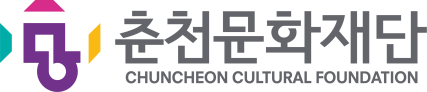 춘천문화재단
CHUNCHEON CULTURAL FOUNDATION